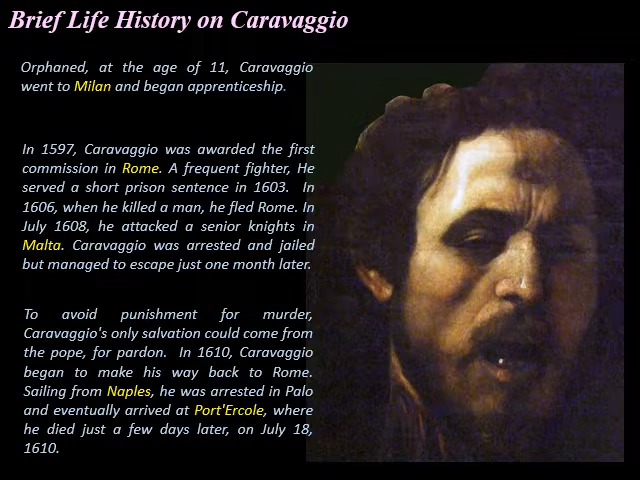 Brief Life History on Caravaggio
Orphaned, at the age of 11, Caravaggio
went to Milan and began apprenticeship.
In 1597, Caravaggio was awarded the first
commission in Rome. A frequent fighter, He
served a short prison sentence in 1603. In
1606, when he killed a man, he fled Rome. In
July 1608, he attacked a senior knights in
Malta. Caravaggio was arrested and jailed
but managed to escape just one month later.
To avoid punishment for murder,
Caravaggio's only salvation could come from
the pope, for pardon. In 1610, Caravaggio
began to make his way back to Rome.
Sailing from Naples, he was arrested in Palo
and eventually arrived at Port'Ercole, where
he died just a few days later, on July 18,
1610.